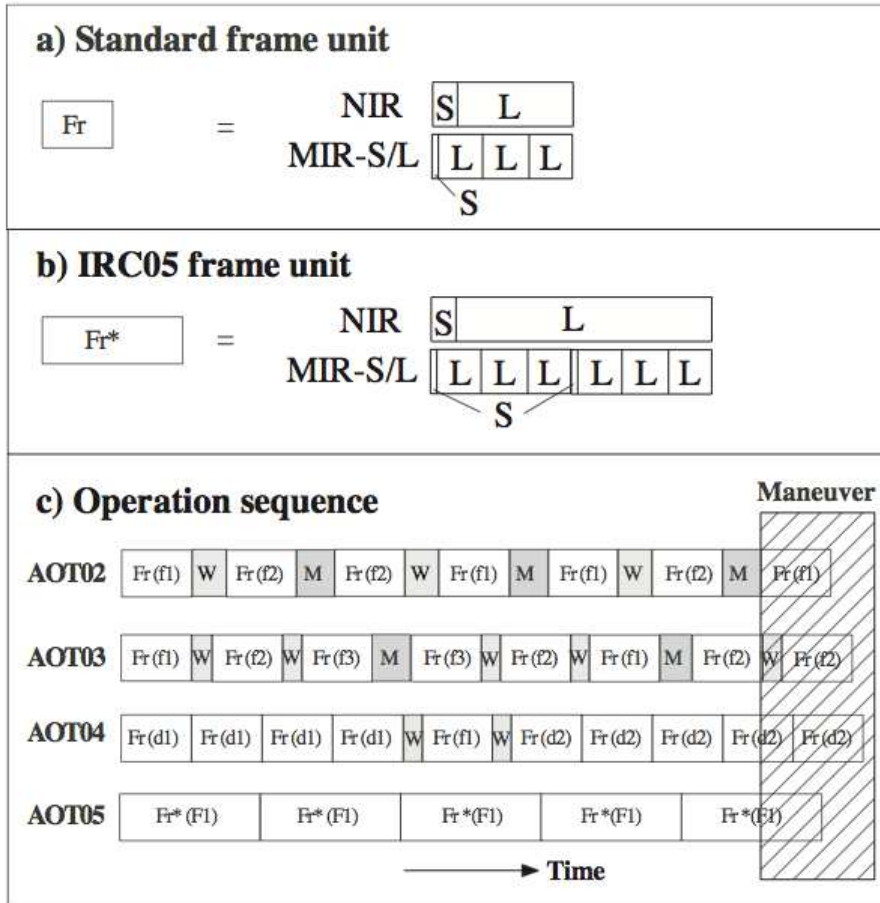 a) Standard frame unit
Fr = NIR S L
MIR-S/L L L L
S
b) IRC05 frame unit
Fr* = NIR S L
MIR-S/L L L L L L L
S
c) Operation sequence
Maneuver
AOT02 Fr(f1) W Fr(f2) M Fr(f2) W Fr(f1) M Fr(f1) W Fr(f2) M Fr(f1)
AOT03 Fr(f1) W Fr(f2) W Fr(f3) M Fr(f3) W Fr(f2) W Fr(f1) M Fr(f2) W Fr(f2)
AOT04 Fr(d1) Fr(d1) Fr(d1) Fr(d1) W Fr(f1) W Fr(d2) Fr(d2) Fr(d2) Fr(d2) Fr(d2)
AOT05 Fr*(F1) Fr*(F1) Fr*(F1) Fr*(F1) Fr*(F1)
Time